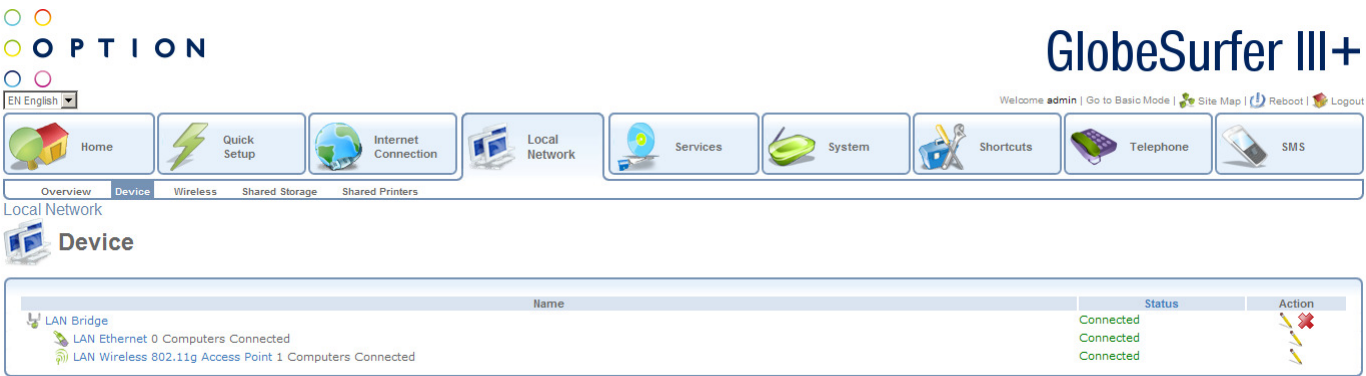 OPTION
GlobeSurfer III+
EN English
Welcome admin | Go to Basic Mode | Site Map | Reboot | Logout
Home
Quick Setup
Internet Connection
Local Network
Services
System
Shortcuts
Telephone
SMS
Overview Device Wireless Shared Storage Shared Printers
Local Network
Device
Name Status Action
LAN Bridge Connected
LAN Ethernet 0 Computers Connected Connected
LAN Wireless 802.11g Access Point 1 Computers Connected Connected